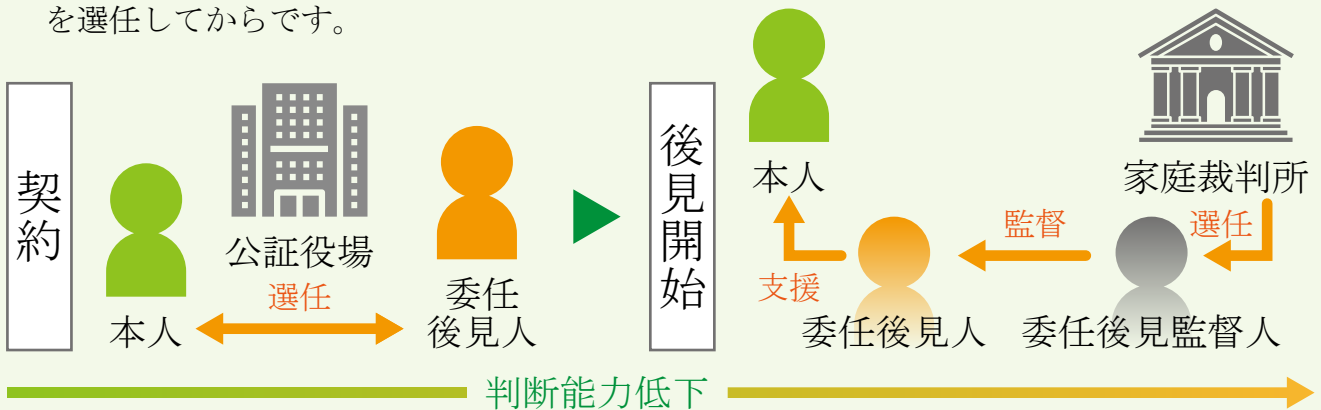 を選任してからです。
契約
本人
公証役場
選任
委任
後見人
後見開始
本人
支援
委任後見人
監督
委任後見監督人
選任
家庭裁判所
判断能力低下